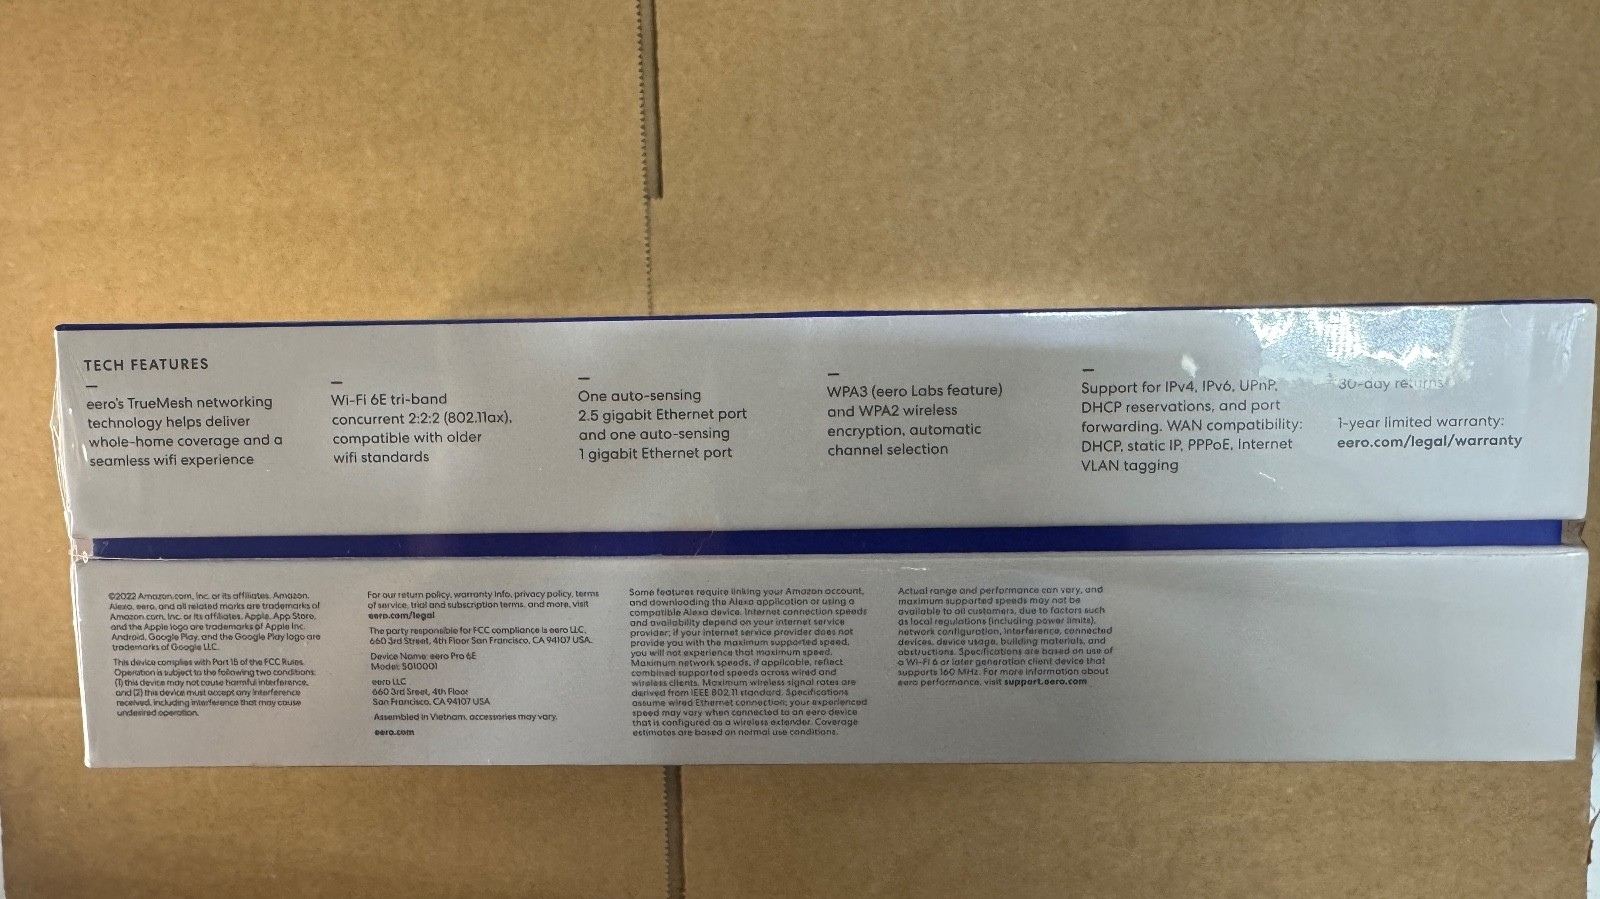 TECH FEATURES
eero's TrueMesh networking
technology helps deliver
whole-home coverage and a
seamless wifi experience
Wi-Fi 6E tri-band
concurrent 2:2:2 (802.11ax),
compatible with older
wifi standards
One auto-sensing
2.5 gigabit Ethernet port
and one auto-sensing
1 gigabit Ethernet port
WPA3 (eero Labs feature)
and WPA2 wireless
encryption, automatic
channel selection
Support for IPv4, IPv6, UPnP,
DHCP reservations, and port
forwarding. WAN compatibility:
DHCP, static IP, PPPoE, Internet
VLAN tagging
30-day returns
1-year limited warranty:
eero.com/legal/warranty
©2022 Amazon.com, Inc. or its affiliates. Amazon,
Alexa, eero, and all related marks are trademarks of
Amazon.com, Inc. or its affiliates. Apple, App Store,
and the Apple logo are trademarks of Apple Inc.
Android, Google Play, and the Google Play logo are
trademarks of Google LLC.
This device complies with Part 15 of the FCC Rules.
Operation is subject to the following two conditions:
(1) this device may not cause harmful interference,
and (2) this device must accept any interference
received, including interference that may cause
undesired operation.
For our return policy, warranty info, privacy policy, terms
of service, trial and subscription terms, and more, visit
eero.com/legal
The party responsible for FCC compliance is eero LLC,
660 3rd Street, 4th Floor San Francisco, CA 94107 USA.
Device Name: eero Pro 6E
Model: S010001
eero LLC
660 3rd Street, 4th Floor
San Francisco, CA 94107 USA
Assembled in Vietnam, accessories may vary.
eero.com
Some features require linking your Amazon account,
and downloading the Alexa application or using a
compatible Alexa device. Internet connection speeds
and availability depend on your internet service
provider; if your internet service provider does not
provide you with the maximum supported speed,
you will not experience that maximum speed.
Maximum network speeds, if applicable, reflect
combined supported speeds across wired and
wireless clients. Maximum wireless signal rates are
derived from IEEE 802.11 standard. Specifications
assume wired Ethernet connection; your experienced
speed may vary when connected to an eero device
that is configured as a wireless extender. Coverage
estimates are based on normal use conditions.
Actual range and performance can vary, and
maximum supported speeds may not be
available to all customers, due to factors such
as local regulations (including power limits),
network configuration, interference, connected
devices, device usage, building materials, and
obstructions. Specifications are based on use of
a Wi-Fi 6 or later generation client device that
supports 160 MHz. For more information about
eero performance, visit support.eero.com